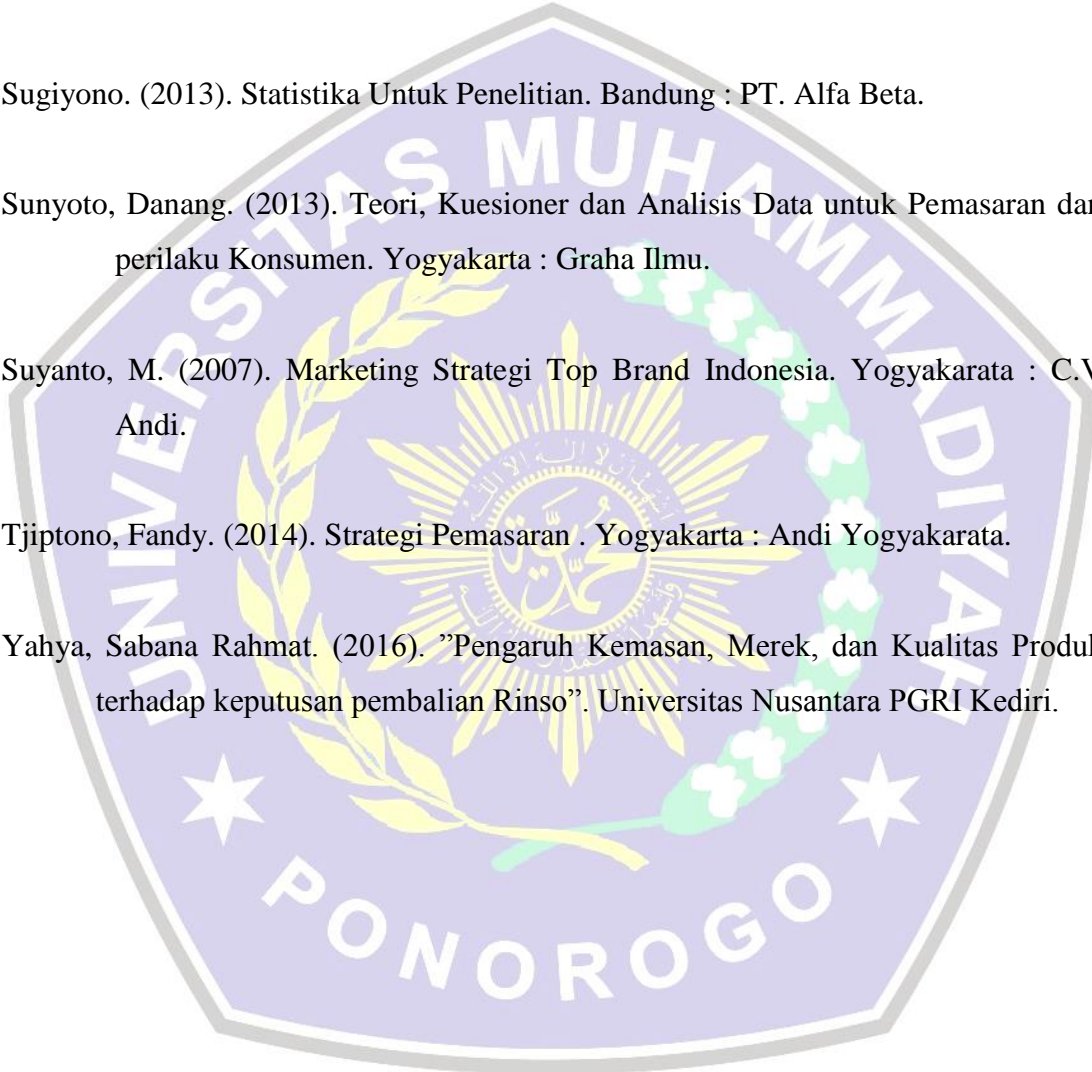 Sugiyono. (2013). Statistika Untuk Penelitian. Bandung : PT. Alfa Beta.
Sunyoto, Danang. (2013). Teori, Kuesioner dan Analisis Data untuk Pemasaran dan
perilaku Konsumen. Yogyakarta : Graha Ilmu.
Suyanto, M. (2007). Marketing Strategi Top Brand Indonesia. Yogyakarata : C.V
Andi.
Tjiptono, Fandy. (2014). Strategi Pemasaran . Yogyakarta : Andi Yogyakarata.
Yahya, Sabana Rahmat. (2016). ”Pengaruh Kemasan, Merek, dan Kualitas Produk
terhadap keputusan pembalian Rinso”. Universitas Nusantara PGRI Kediri.
UNIVERSITAS MUHAMMADIYAH
PONOROGO
محمد